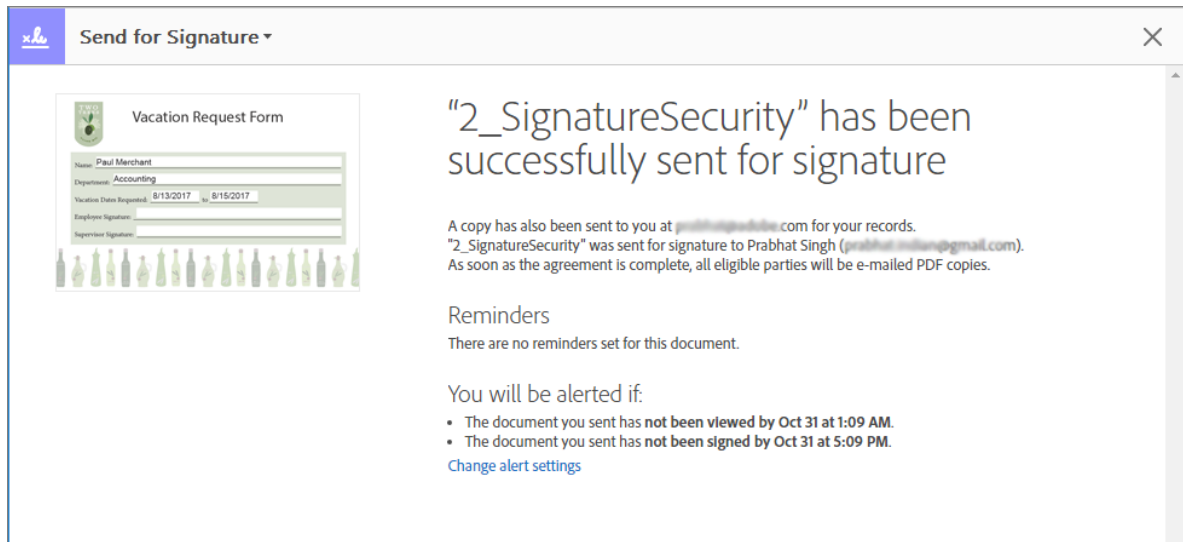 Send for Signature
TWO
Vacation Request Form
Name: Paul Merchant
Department: Accounting
Vacation Dates Requested: 8/13/2017 to 8/15/2017
Employee Signature:
Supervisor Signature:
“2_SignatureSecurity” has been
successfully sent for signature
A copy has also been sent to you at .com for your records.
"2_SignatureSecurity" was sent for signature to Prabhat Singh (@gmail.com).
As soon as the agreement is complete, all eligible parties will be e-mailed PDF copies.
Reminders
There are no reminders set for this document.
You will be alerted if:
• The document you sent has not been viewed by Oct 31 at 1:09 AM.
• The document you sent has not been signed by Oct 31 at 5:09 PM.
Change alert settings